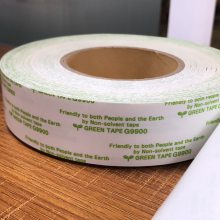 Friendly to both People and the Earth
by Non-solvent tape
GREEN TAPE G9900
Friendly to both People and the Earth
by Non-solvent tape
GREEN TAPE G9900